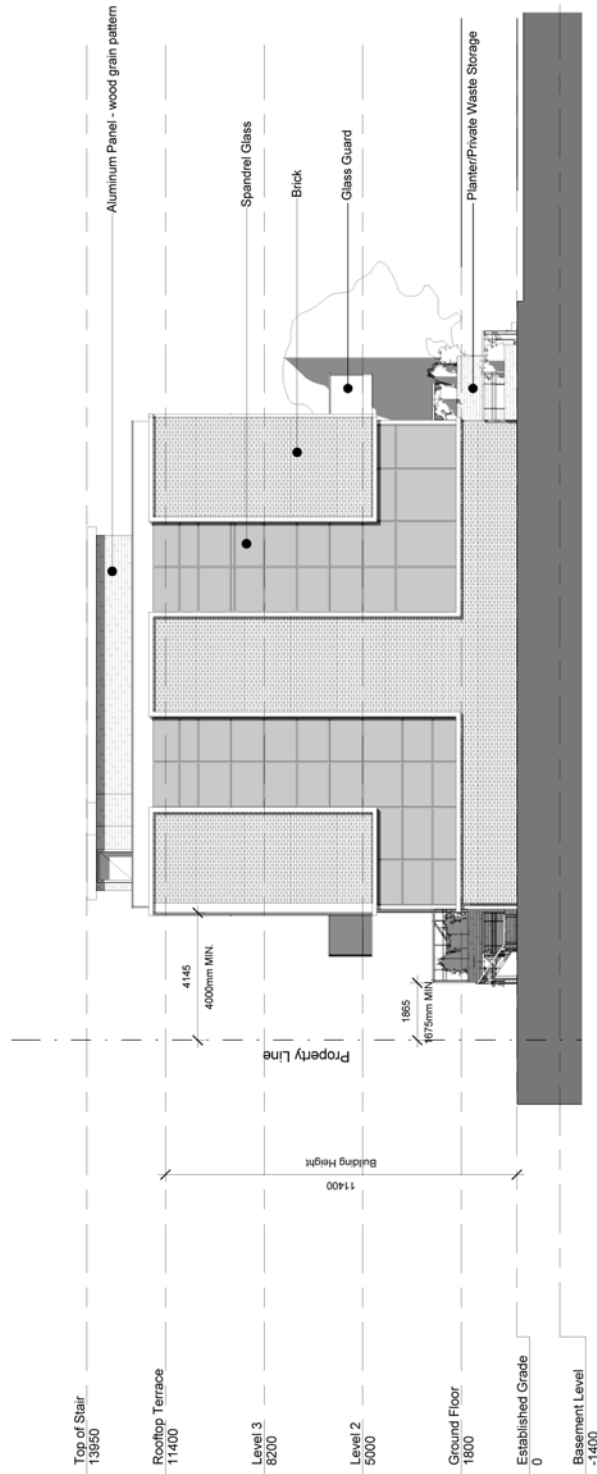 Aluminum Panel - wood grain pattern
Spandrel Glass
Brick
Glass Guard
Planter/Private Waste Storage
4145
4000mm MIN.
1865
1675mm MIN
Property Line
Building Height
11400
Top of Stair
13950
Rooftop Terrace
11400
Level 3
8200
Level 2
5000
Ground Floor
1800
Established Grade
0
Basement Level
-1400